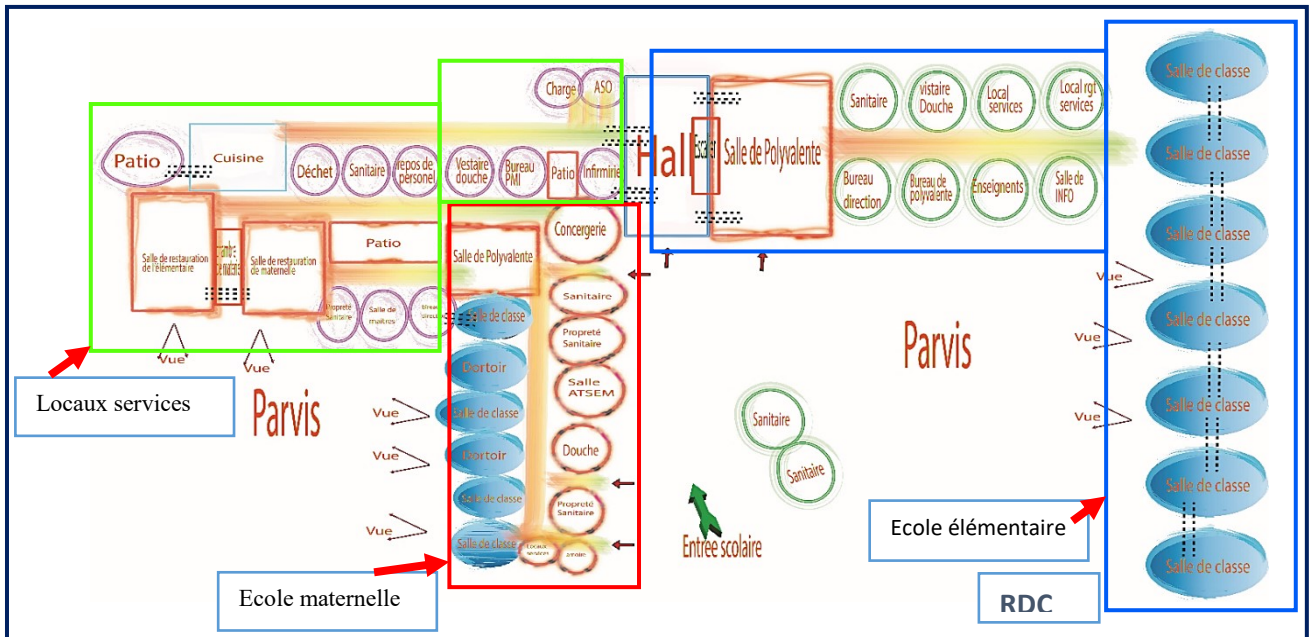 Charge
ASO
Patio
Cuisine
Déchet
Sanitaire
repos de
personel
Vestaire
douche
Bureau
PMI
Patio
Infirmirie
Hall
Escalier
Salle de Polyvalente
Sanitaire
vistaire
Douche
Local
services
Local rgt
services
Bureau
direction
Bureau de
polyvalente
Enseignents
Salle de
INFO
Salle de classe
Salle de classe
Salle de classe
Salle de classe
Salle de classe
Salle de classe
Salle de classe
Salle de restauration
de l'élémentaire
Salle de restauration
de maternelle
Patio
Propreté
Sanitaire
Salle de
maitres
Vue
Vue
Locaux services
Parvis
Salle de Polyvalente
Concergerie
Salle de classe
Dortoir
Salle de classe
Dortoir
Salle de classe
Salle de classe
Sanitaire
Propreté
Sanitaire
Salle
ATSEM
Douche
Propreté
Sanitaire
Locaux
services
Vue
Vue
Vue
Ecole maternelle
Parvis
Vue
Vue
Vue
Sanitaire
Sanitaire
Entrée scolaire
Ecole élémentaire
RDC